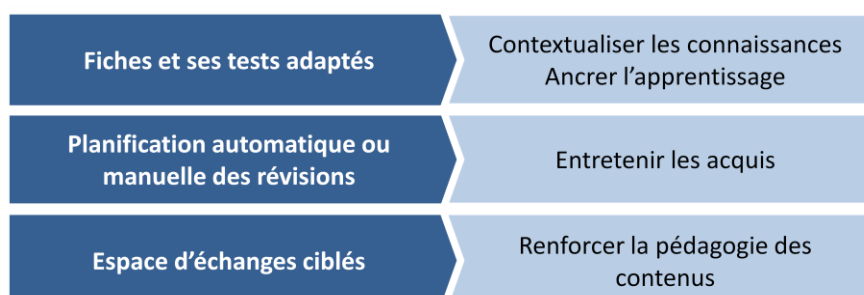 Fiches et ses tests adaptés
Contextualiser les connaissances
Ancrer l’apprentissage
Planification automatique ou
manuelle des révisions
Entretenir les acquis
Espace d’échanges ciblés
Renforcer la pédagogie des
contenus